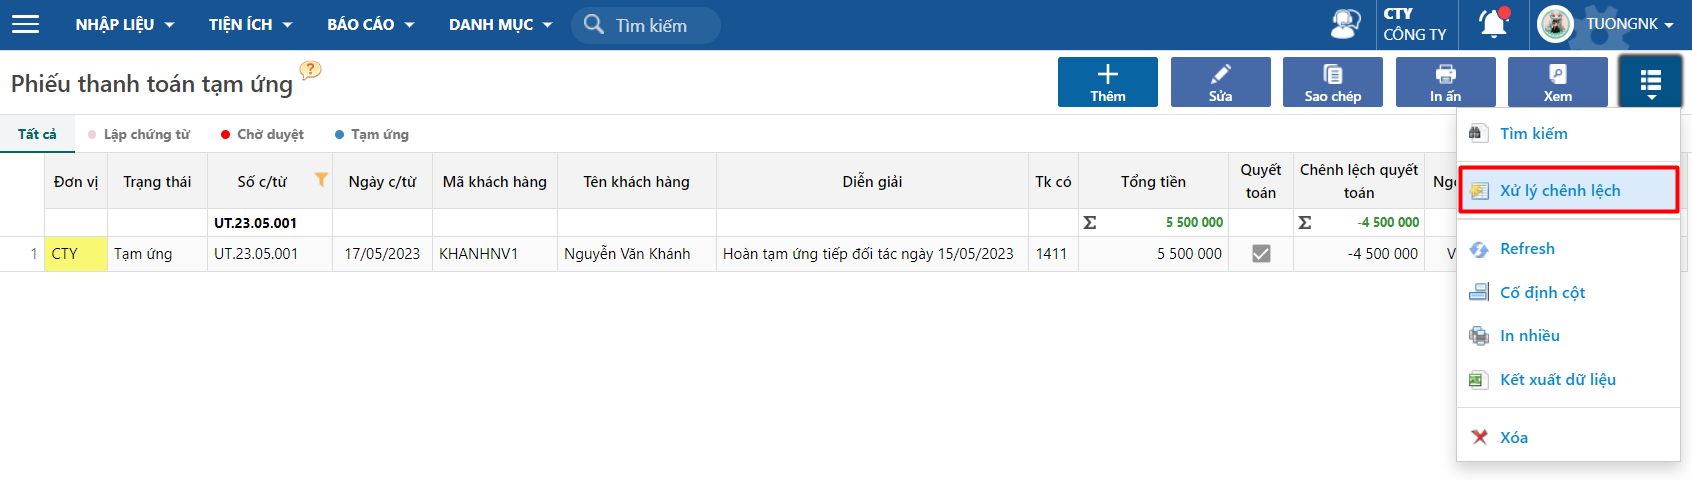 NHẬP LIỆU TIỆN ÍCH BÁO CÁO DANH MỤC Tìm kiếm CTY CÔNG TY TUONGNK
Phiếu thanh toán tạm ứng ?
Thêm Sửa Sao chép In ấn Xem
Tất cả Lập chứng từ Chờ duyệt Tạm ứng
Đơn vị Trạng thái Số c/từ Ngày c/từ Mã khách hàng Tên khách hàng Diễn giải Tk có Tổng tiền Quyết toán Chênh lệch quyết toán
UT.23.05.001 Σ 5 500 000 Σ -4 500 000
1 CTY Tạm ứng UT.23.05.001 17/05/2023 KHANHNV1 Nguyễn Văn Khánh Hoàn tạm ứng tiếp đối tác ngày 15/05/2023 1411 5 500 000 -4 500 000
Tìm kiếm
Xử lý chênh lệch
Refresh
Cố định cột
In nhiều
Kết xuất dữ liệu
Xóa